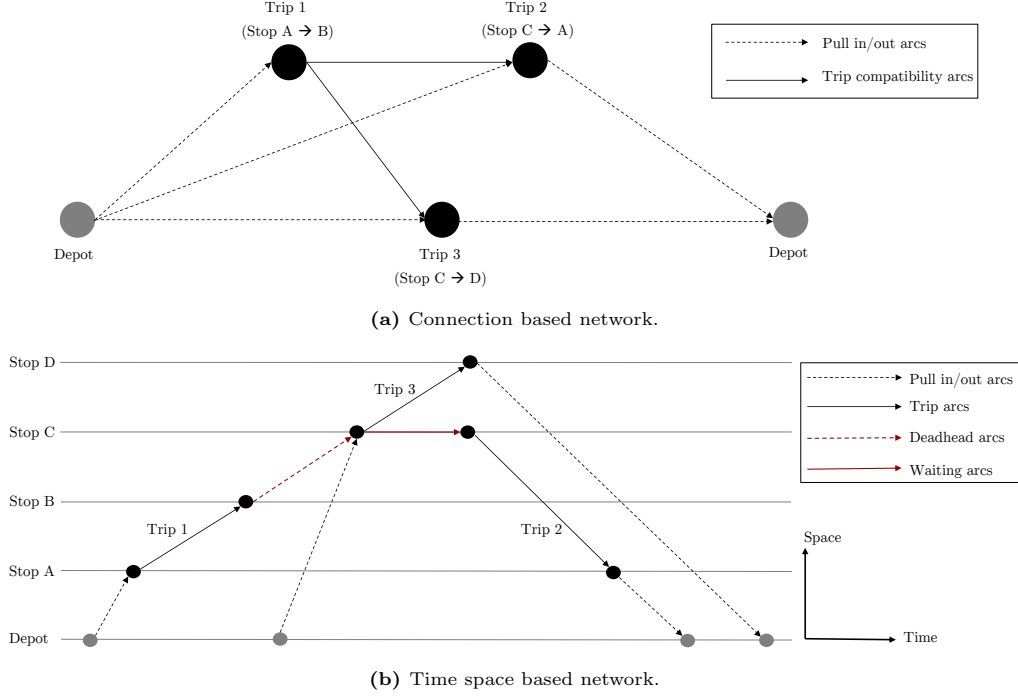 Trip 1
(Stop A → B)
Trip 2
(Stop C → A)
Pull in/out arcs
Trip compatibility arcs
Depot
Trip 3
(Stop C → D)
Depot
(a) Connection based network.
Stop D
Trip 3
Pull in/out arcs
Trip arcs
Stop C
Deadhead arcs
Waiting arcs
Stop B
Trip 1
Trip 2
Space
Stop A
Depot
Time
(b) Time space based network.